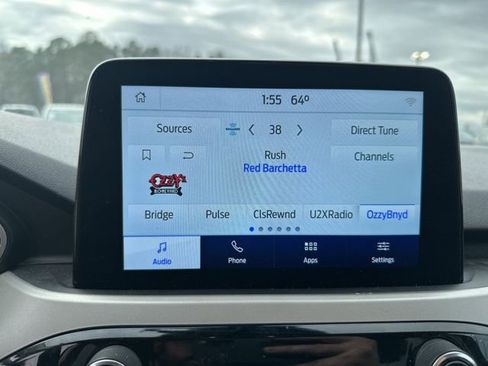 1:55 64°
Sources
38
Direct Tune
Rush
Red Barchetta
Channels
Ozzy's
BONEYARD
Bridge
Pulse
ClsRewnd
U2XRadio
OzzyBnyd
Audio
Phone
Apps
Settings